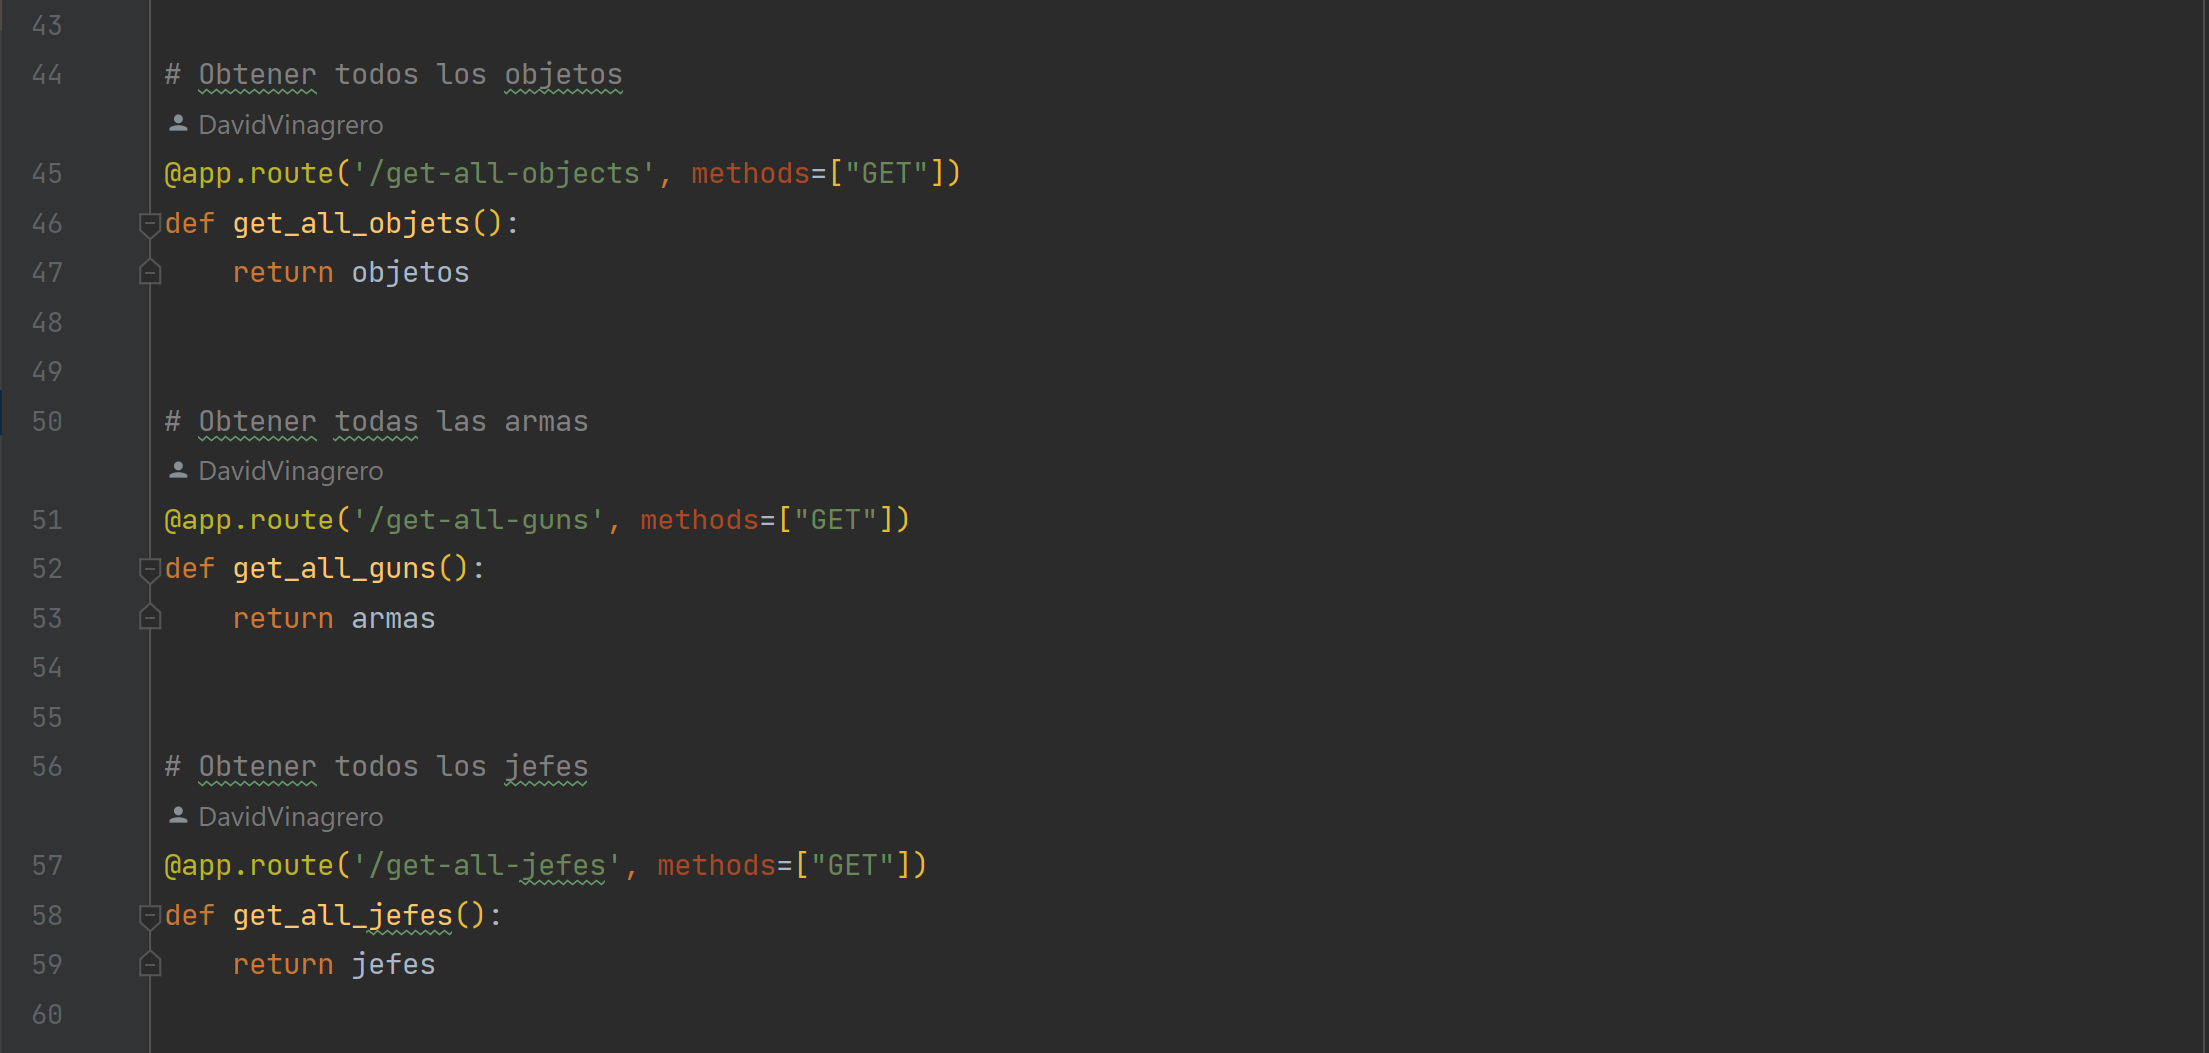 43
44 # Obtener todos los objetos
DavidVinagrero
45 @app.route('/get-all-objects', methods=["GET"])
46 def get_all_objets():
47 return objetos
48
49
50 # Obtener todas las armas
DavidVinagrero
51 @app.route('/get-all-guns', methods=["GET"])
52 def get_all_guns():
53 return armas
54
55
56 # Obtener todos los jefes
DavidVinagrero
57 @app.route('/get-all-jefes', methods=["GET"])
58 def get_all_jefes():
59 return jefes
60